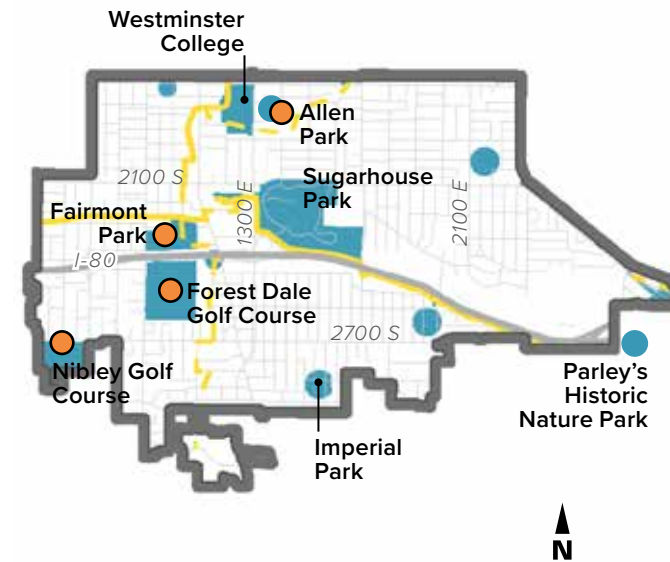 Westminster
College
Allen
Park
2100 S
Sugarhouse
Park
1300 E
2100 E
Fairmont
Park
I-80
Forest Dale
Golf Course
2700 S
Nibley Golf
Course
Parley’s
Historic
Nature Park
Imperial
Park
N